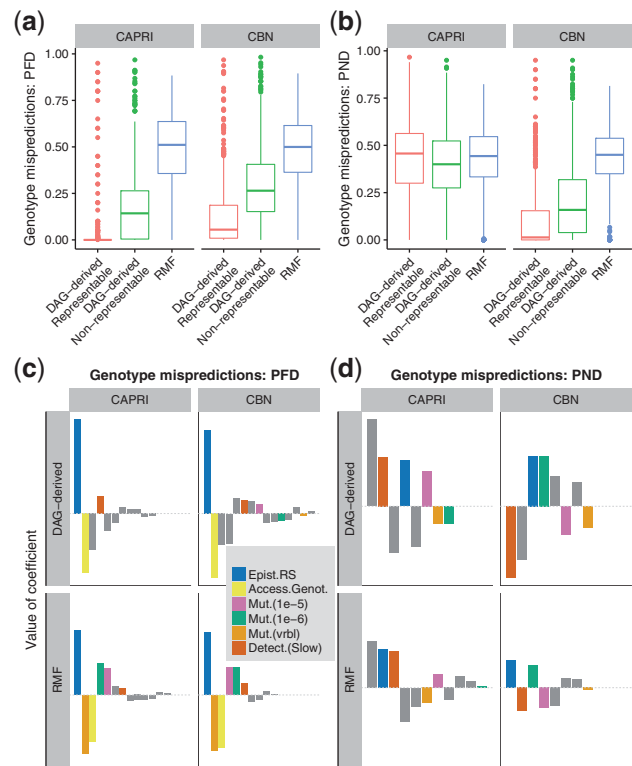 (a)
(b)
CAPRI
CBN
CAPRI
CBN
Genotype mispredictions: PFD
1.00
0.75
0.50
0.25
0.00
Genotype mispredictions: PND
1.00
0.75
0.50
0.25
0.00
DAG−derived
Representable
DAG−derived
Non−representable
RMF
DAG−derived
Representable
DAG−derived
Non−representable
RMF
DAG−derived
Representable
DAG−derived
Non−representable
RMF
DAG−derived
Representable
DAG−derived
Non−representable
RMF
(c)
Genotype mispredictions: PFD
CAPRI
CBN
(d)
Genotype mispredictions: PND
CAPRI
CBN
Value of coefficient
DAG−derived
RMF
DAG−derived
RMF
Epist.RS
Access.Genot.
Mut.(1e-5)
Mut.(1e-6)
Mut.(vrbl)
Detect.(Slow)